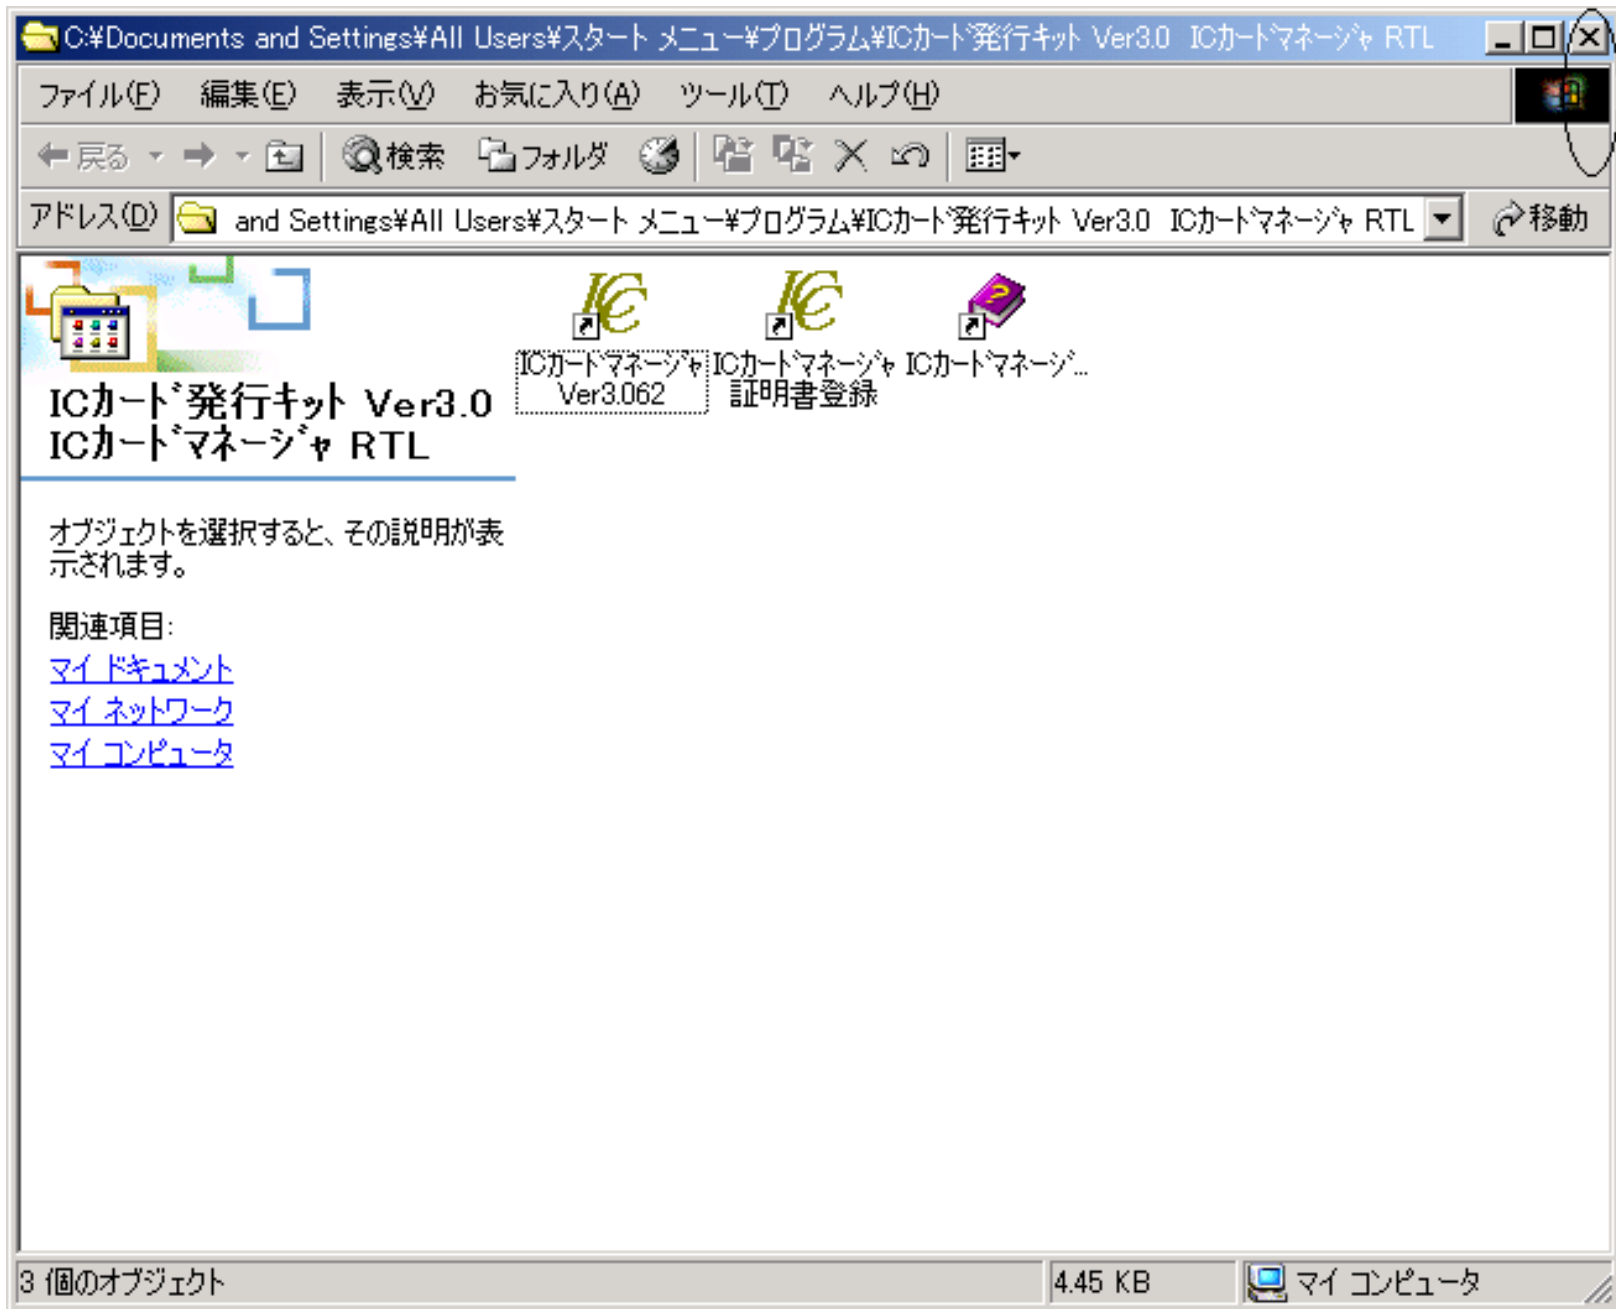 C:¥Documents and Settings¥All Users¥スタート メニュー¥プログラム¥ICカード発行キット Ver3.0 ICカードマネージャ RTL
ファイル(F) 編集(E) 表示(V) お気に入り(A) ツール(T) ヘルプ(H)
戻る 検索 フォルダ
アドレス(D) and Settings¥All Users¥スタート メニュー¥プログラム¥ICカード発行キット Ver3.0 ICカードマネージャ RTL 移動
ICカード発行キット Ver3.0
ICカードマネージャ RTL
オブジェクトを選択すると、その説明が表
示されます。
関連項目:
マイ ドキュメント
マイ ネットワーク
マイ コンピュータ
ICカードマネージャ
Ver3.062
ICカードマネージャ
証明書登録
ICカードマネージ...
3 個のオブジェクト 4.45 KB マイ コンピュータ